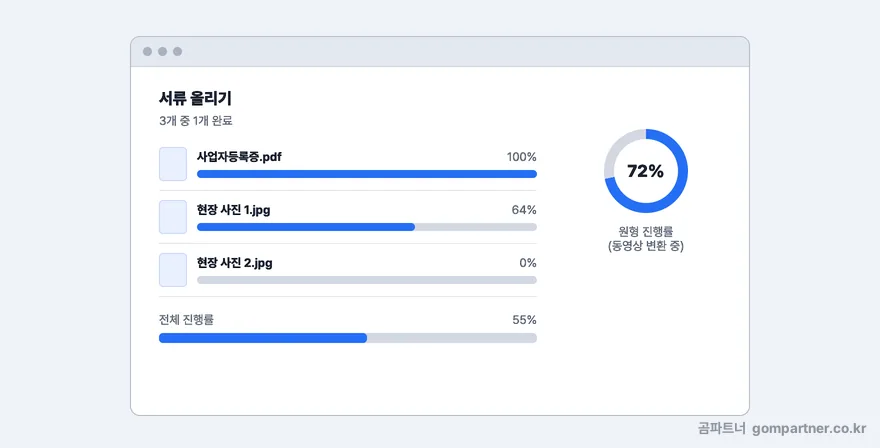 서류 올리기
3개 중 1개 완료
사업자등록증.pdf 100%
현장 사진 1.jpg 64%
현장 사진 2.jpg 0%
전체 진행률 55%
72%
원형 진행률
(동영상 변환 중)
곰파트너 gompartner.co.kr